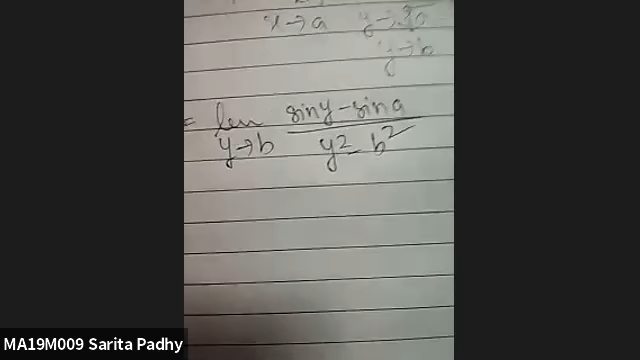 x→a y→
y→b
= lim sin y - sin a
y→b y2 - b²
MA19M009 Sarita Padhy